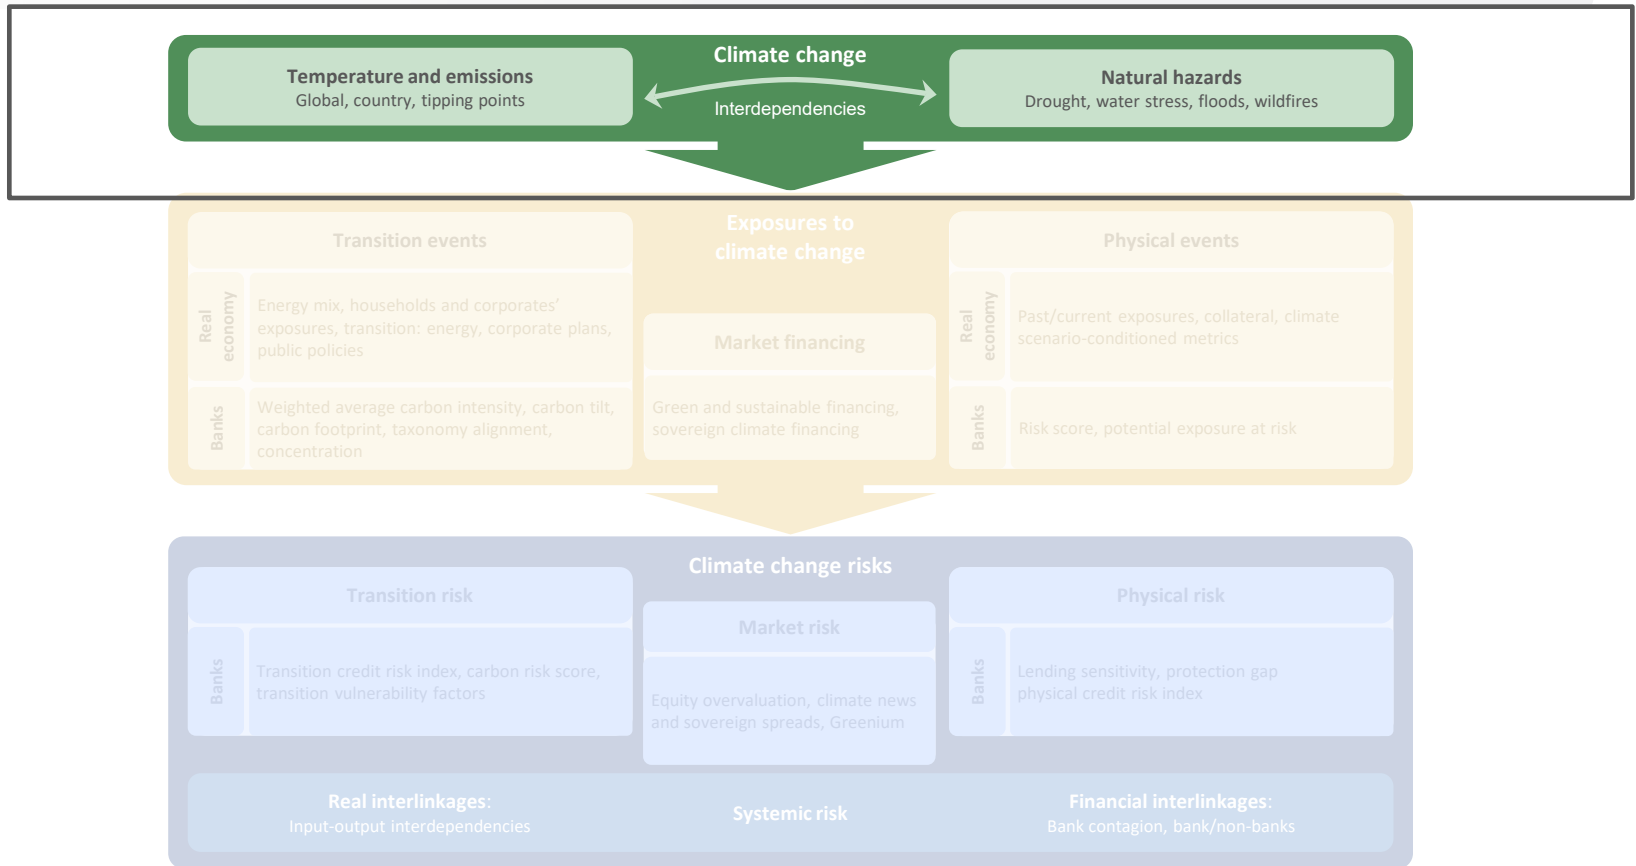 Climate change
Temperature and emissions
Global, country, tipping points
Interdependencies
Natural hazards
Drought, water stress, floods, wildfires
Exposures to
climate change
Transition events
Real
economy
Energy mix, households and corporates'
exposures, transition: energy, corporate plans,
public policies
Banks
Weighted average carbon intensity, carbon tilt,
carbon footprint, taxonomy alignment,
concentration
Market financing
Green and sustainable financing,
sovereign climate financing
Physical events
Real
economy
Past/current exposures, collateral, climate
scenario-conditioned metrics
Banks
Risk score, potential exposure at risk
Climate change risks
Transition risk
Banks
Transition credit risk index, carbon risk score,
transition vulnerability factors
Market risk
Equity overvaluation, climate news
and sovereign spreads, Greenium
Physical risk
Banks
Lending sensitivity, protection gap
physical credit risk index
Real interlinkages:
Input-output interdependencies
Systemic risk
Financial interlinkages:
Bank contagion, bank/non-banks